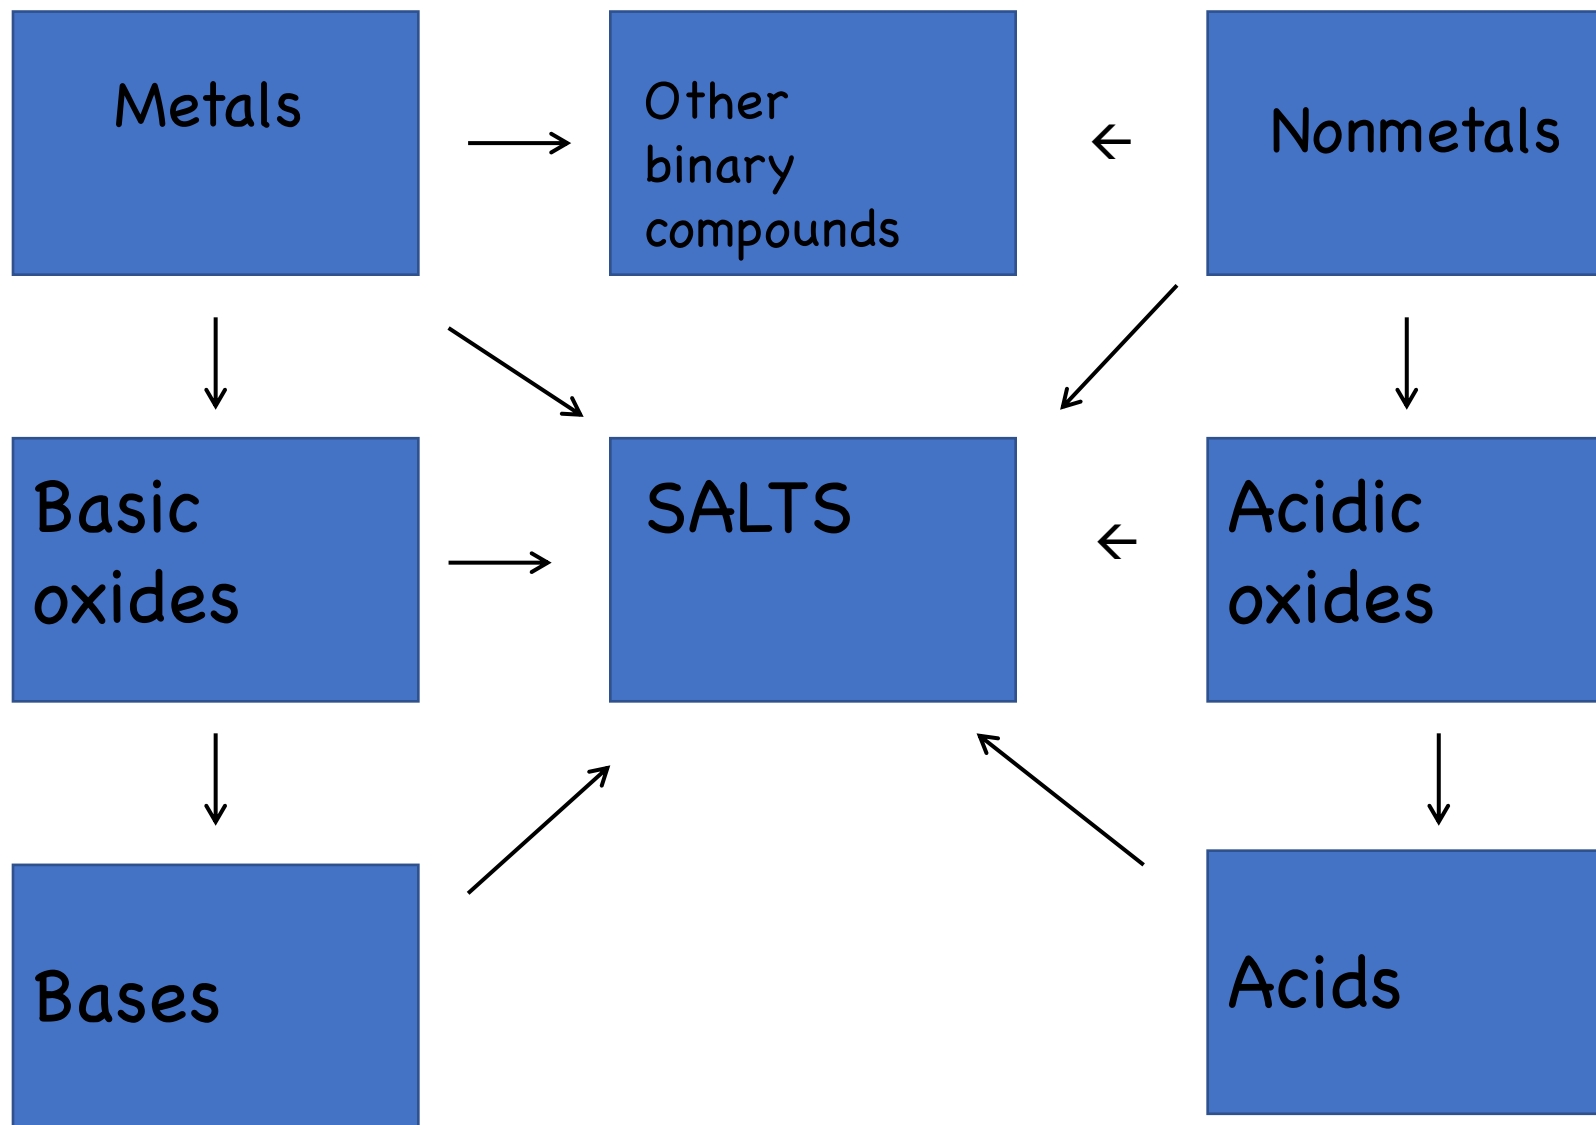 Metals
Other
binary
compounds
Nonmetals
Basic
oxides
SALTS
Acidic
oxides
Bases
Acids